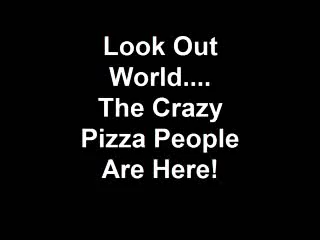 Look Out
World....
The Crazy
Pizza People
Are Here!